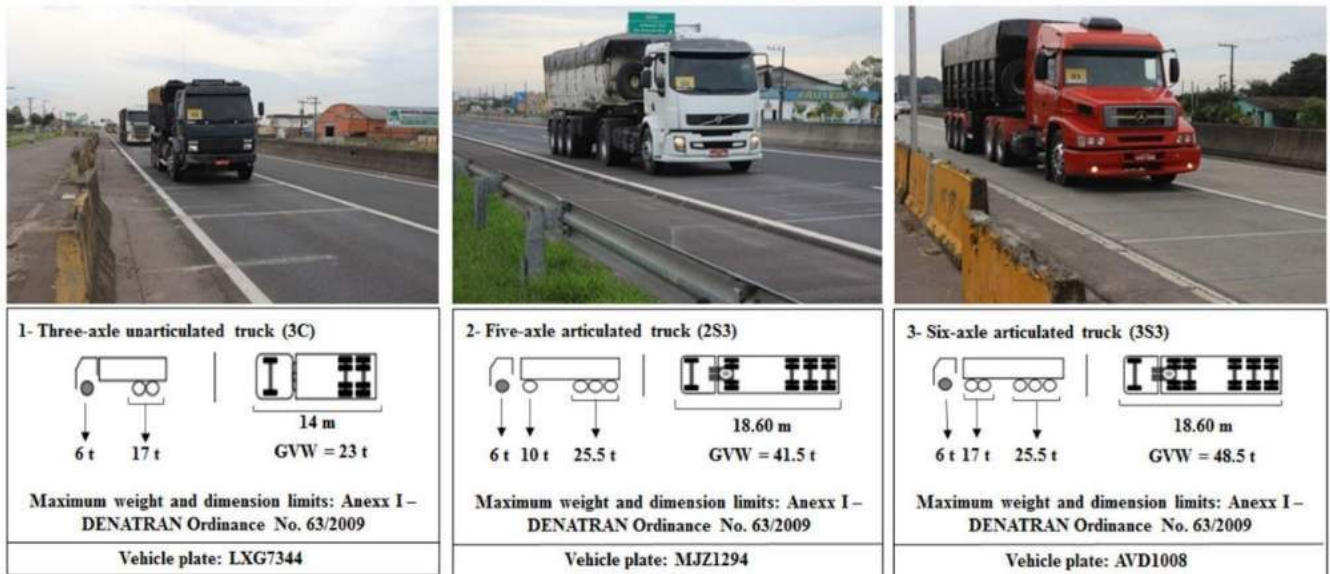 1- Three-axle unarticulated truck (3C)
14 m
6 t 17 t GVW = 23 t
Maximum weight and dimension limits: Anexx I –
DENATRAN Ordinance No. 63/2009
Vehicle plate: LXG7344
2- Five-axle articulated truck (2S3)
18.60 m
6 t 10 t 25.5 t GVW = 41.5 t
Maximum weight and dimension limits: Anexx I –
DENATRAN Ordinance No. 63/2009
Vehicle plate: MJZ1294
3- Six-axle articulated truck (3S3)
18.60 m
6 t 17 t 25.5 t GVW = 48.5 t
Maximum weight and dimension limits: Anexx I –
DENATRAN Ordinance No. 63/2009
Vehicle plate: AVD1008